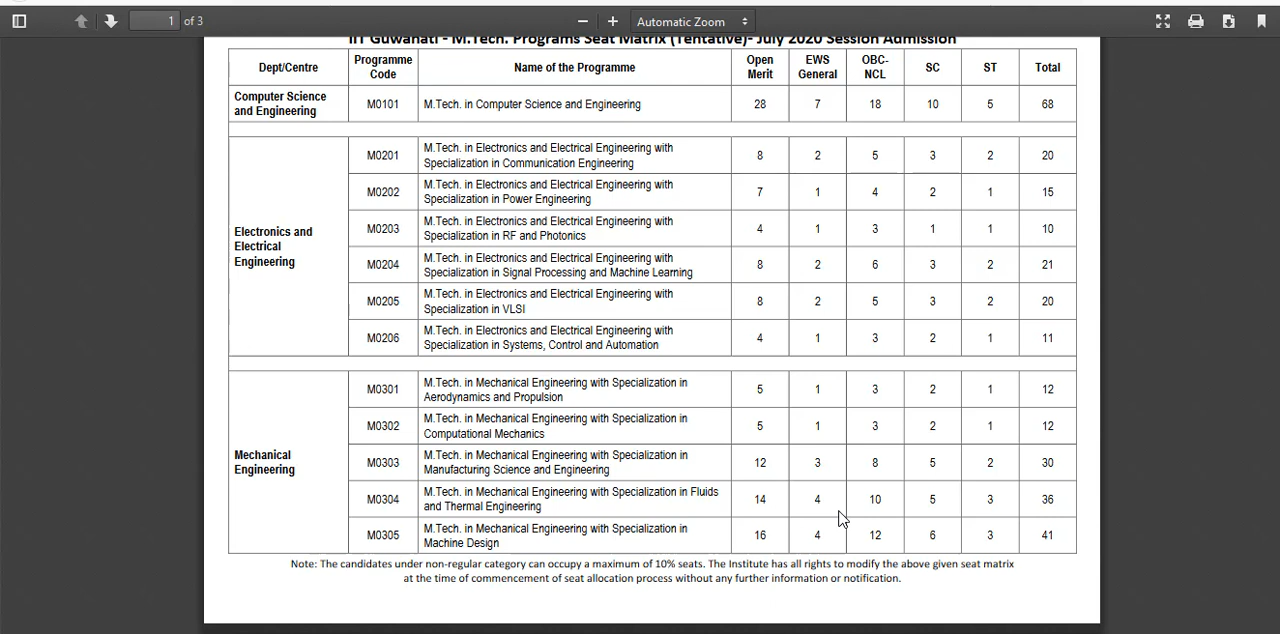 1 of 3
Automatic Zoom
IIT Guwahati - M.Tech. Programs Seat Matrix (Tentative)- July 2020 Session Admission
Dept/Centre Programme Code Name of the Programme Open Merit EWS General OBC-NCL SC ST Total
Computer Science and Engineering M0101 M.Tech. in Computer Science and Engineering 28 7 18 10 5 68
Electronics and Electrical Engineering
M0201 M.Tech. in Electronics and Electrical Engineering with Specialization in Communication Engineering 8 2 5 3 2 20
M0202 M.Tech. in Electronics and Electrical Engineering with Specialization in Power Engineering 7 1 4 2 1 15
M0203 M.Tech. in Electronics and Electrical Engineering with Specialization in RF and Photonics 4 1 3 1 1 10
M0204 M.Tech. in Electronics and Electrical Engineering with Specialization in Signal Processing and Machine Learning 8 2 6 3 2 21
M0205 M.Tech. in Electronics and Electrical Engineering with Specialization in VLSI 8 2 5 3 2 20
M0206 M.Tech. in Electronics and Electrical Engineering with Specialization in Systems, Control and Automation 4 1 3 2 1 11
Mechanical Engineering
M0301 M.Tech. in Mechanical Engineering with Specialization in Aerodynamics and Propulsion 5 1 3 2 1 12
M0302 M.Tech. in Mechanical Engineering with Specialization in Computational Mechanics 5 1 3 2 1 12
M0303 M.Tech. in Mechanical Engineering with Specialization in Manufacturing Science and Engineering 12 3 8 5 2 30
M0304 M.Tech. in Mechanical Engineering with Specialization in Fluids and Thermal Engineering 14 4 10 5 3 36
M0305 M.Tech. in Mechanical Engineering with Specialization in Machine Design 16 4 12 6 3 41
Note: The candidates under non-regular category can occupy a maximum of 10% seats. The Institute has all rights to modify the above given seat matrix
at the time of commencement of seat allocation process without any further information or notification.